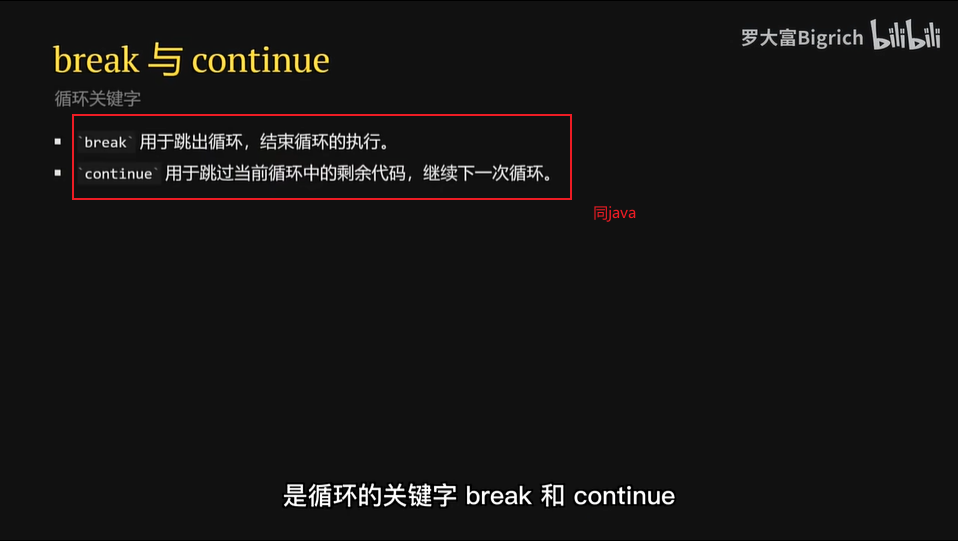 罗大富Bigrich bilibili
break 与 continue
循环关键字
`break` 用于跳出循环，结束循环的执行。
`continue` 用于跳过当前循环中的剩余代码，继续下一次循环。
同java
是循环的关键字 break 和 continue